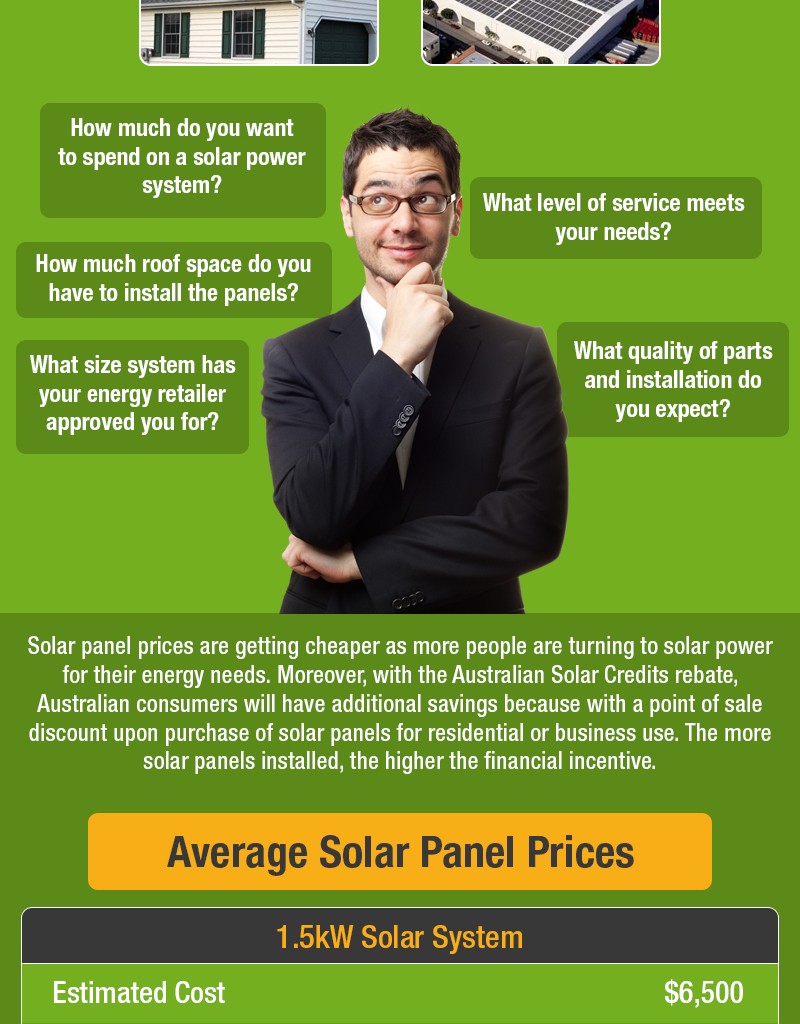 How much do you want
to spend on a solar power
system?
What level of service meets
your needs?
How much roof space do you
have to install the panels?
What size system has
your energy retailer
approved you for?
What quality of parts
and installation do
you expect?
Solar panel prices are getting cheaper as more people are turning to solar power
for their energy needs. Moreover, with the Australian Solar Credits rebate,
Australian consumers will have additional savings because with a point of sale
discount upon purchase of solar panels for residential or business use. The more
solar panels installed, the higher the financial incentive.
Average Solar Panel Prices
1.5kW Solar System
Estimated Cost $6,500